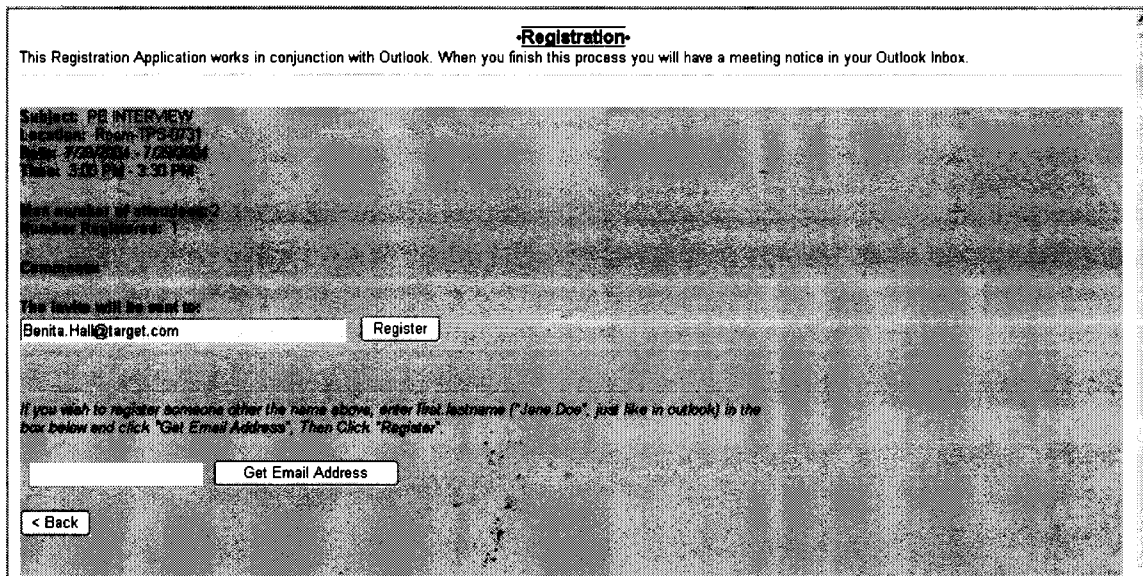 •Registration•
This Registration Application works in conjunction with Outlook. When you finish this process you will have a meeting notice in your Outlook Inbox.
Subject: PB INTERVIEW
Location: Room-TPS-0731
Time: 3:00 PM - 3:30 PM
Max number of attendees: 2
Number Registered: 1
Comments:
The invite will be sent to:
Benita.Hall@target.com Register
If you wish to register someone other the name above, enter first.lastname ("Jane.Doe", just like in outlook) in the
box below and click "Get Email Address", Then Click "Register".
Get Email Address
< Back